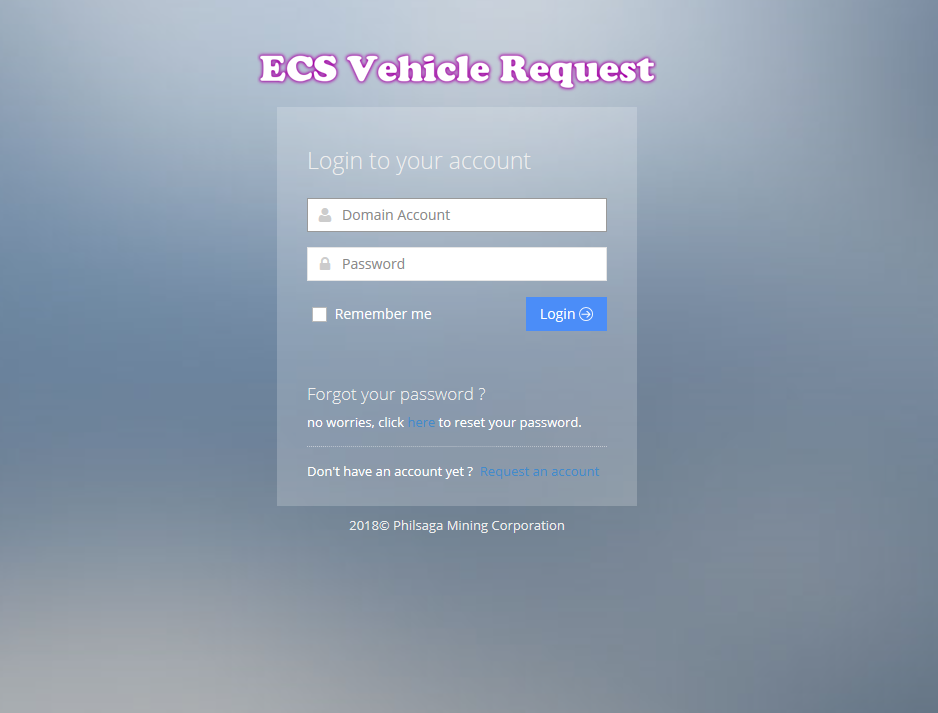 ECS Vehicle Request
Login to your account
Domain Account
Password
Remember me
Login
Forgot your password ?
no worries, click here to reset your password.
Don't have an account yet ? Request an account
2018© Philsaga Mining Corporation